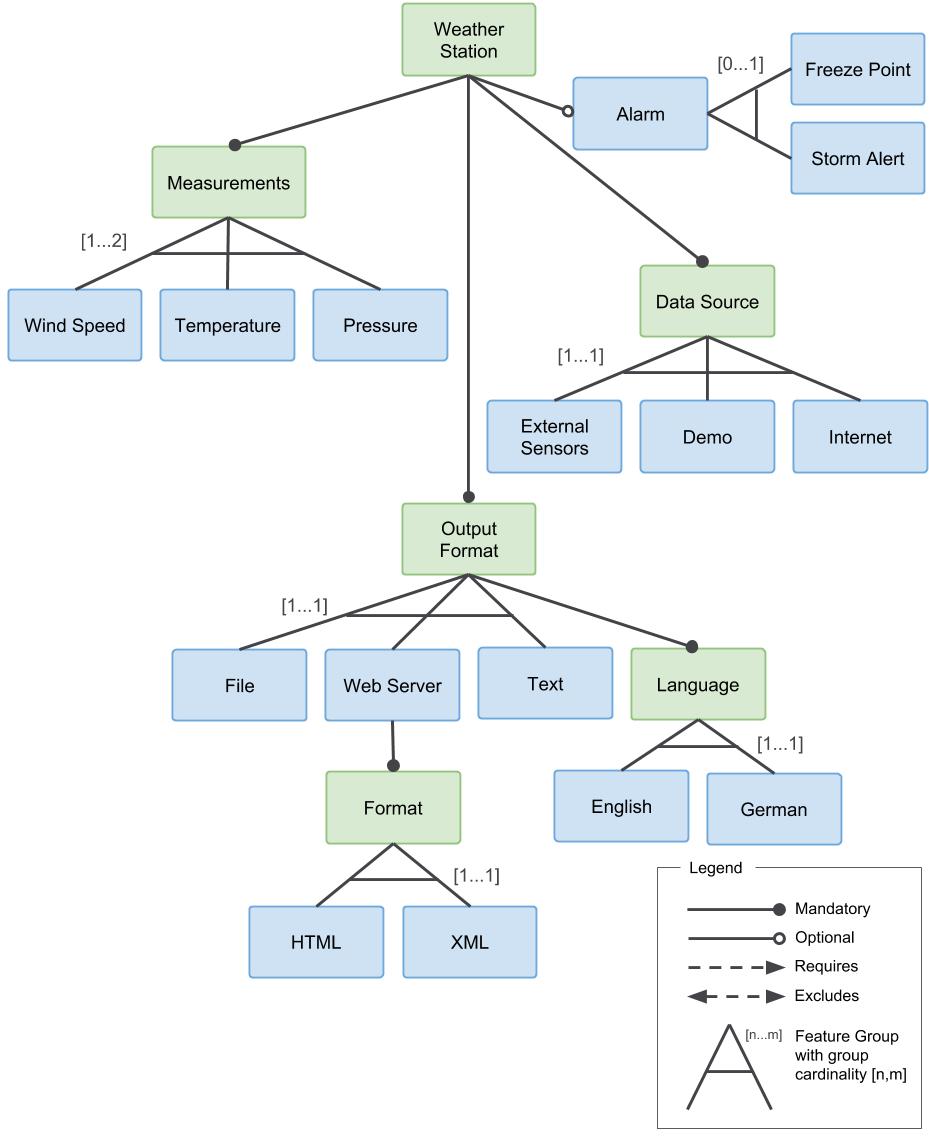 Weather
Station
[0...1]
Freeze Point
Alarm
Storm Alert
Measurements
[1...2]
Wind Speed
Temperature
Pressure
Data Source
[1...1]
External
Sensors
Demo
Internet
Output
Format
[1...1]
File
Web Server
Text
Language
[1...1]
English
German
Format
[1...1]
HTML
XML
Legend
Mandatory
Optional
Requires
Excludes
[n...m]
Feature Group
with group
cardinality [n,m]